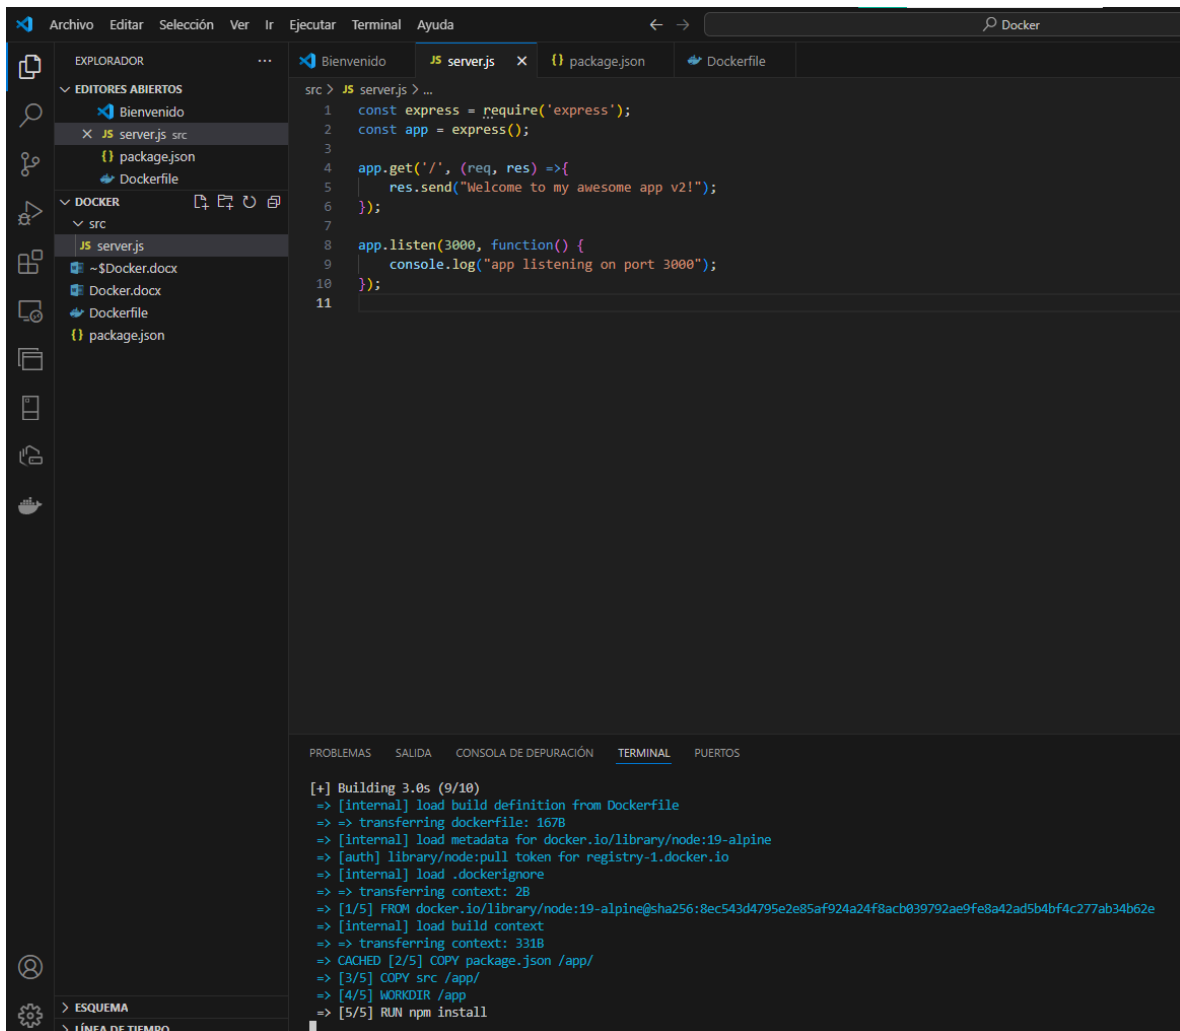 Archivo Editar Selección Ver Ir Ejecutar Terminal Ayuda
Docker
EXPLORADOR
EDITORES ABIERTOS
Bienvenido
JS server.js src
{} package.json
Dockerfile
DOCKER
src
JS server.js
~$Docker.docx
Docker.docx
Dockerfile
{} package.json
ESQUEMA
LÍNEA DE TIEMPO
Bienvenido
JS server.js
{} package.json
Dockerfile
src > JS server.js > ...
1 const express = require('express');
2 const app = express();
3
4 app.get('/', (req, res) =>{
5 res.send("Welcome to my awesome app v2!");
6 });
7
8 app.listen(3000, function() {
9 console.log("app listening on port 3000");
10 });
11
PROBLEMAS SALIDA CONSOLA DE DEPURACIÓN TERMINAL PUERTOS
[+] Building 3.0s (9/10)
=> [internal] load build definition from Dockerfile
=> => transferring dockerfile: 167B
=> [internal] load metadata for docker.io/library/node:19-alpine
=> [auth] library/node:pull token for registry-1.docker.io
=> [internal] load .dockerignore
=> => transferring context: 2B
=> [1/5] FROM docker.io/library/node:19-alpine@sha256:8ec543d4795e2e85af924a24f8acb039792ae9fe8a42ad5b4bf4c277ab34b62e
=> [internal] load build context
=> => transferring context: 331B
=> CACHED [2/5] COPY package.json /app/
=> [3/5] COPY src /app/
=> [4/5] WORKDIR /app
=> [5/5] RUN npm install